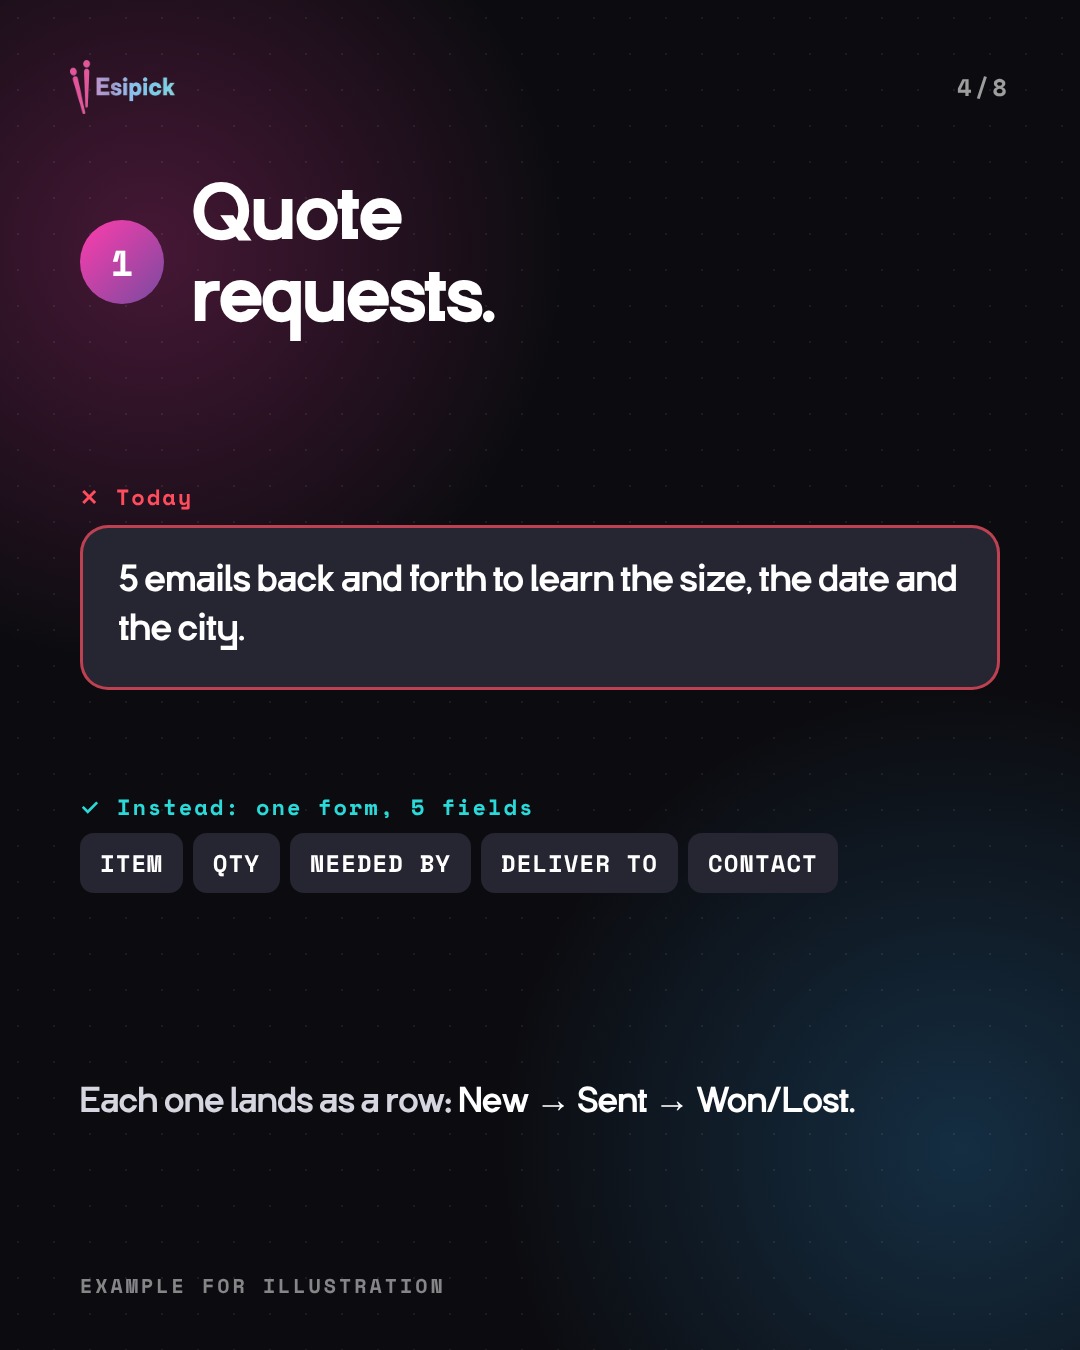 Esipick
4/8
1
Quote
requests.
✕ Today
5 emails back and forth to learn the size, the date and
the city.
✓ Instead: one form, 5 fields
ITEM QTY NEEDED BY DELIVER TO CONTACT
Each one lands as a row: New → Sent → Won/Lost.
EXAMPLE FOR ILLUSTRATION